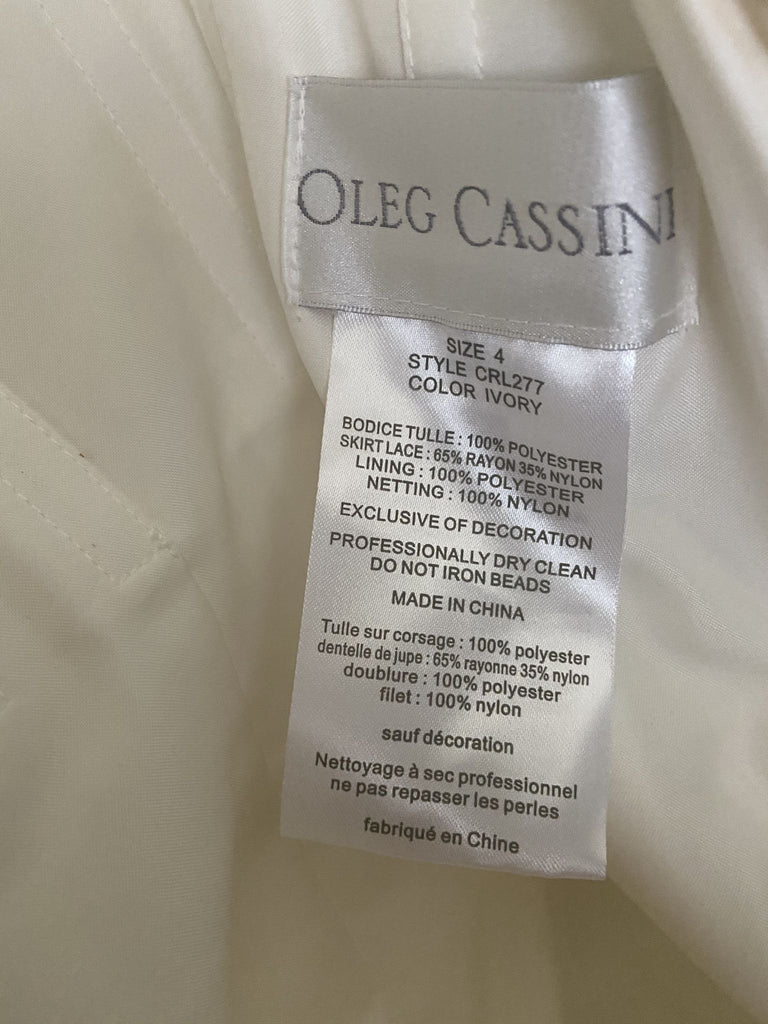 OLEG CASSINI
SIZE 4
STYLE CRL277
COLOR IVORY
BODICE TULLE : 100% POLYESTER
SKIRT LACE : 65% RAYON 35% NYLON
LINING : 100% POLYESTER
NETTING : 100% NYLON
EXCLUSIVE OF DECORATION
PROFESSIONALLY DRY CLEAN
DO NOT IRON BEADS
MADE IN CHINA
Tulle sur corsage : 100% polyester
dentelle de jupe : 65% rayonne 35% nylon
doublure : 100% polyester
filet : 100% nylon
sauf décoration
Nettoyage à sec professionnel
ne pas repasser les perles
fabriqué en Chine